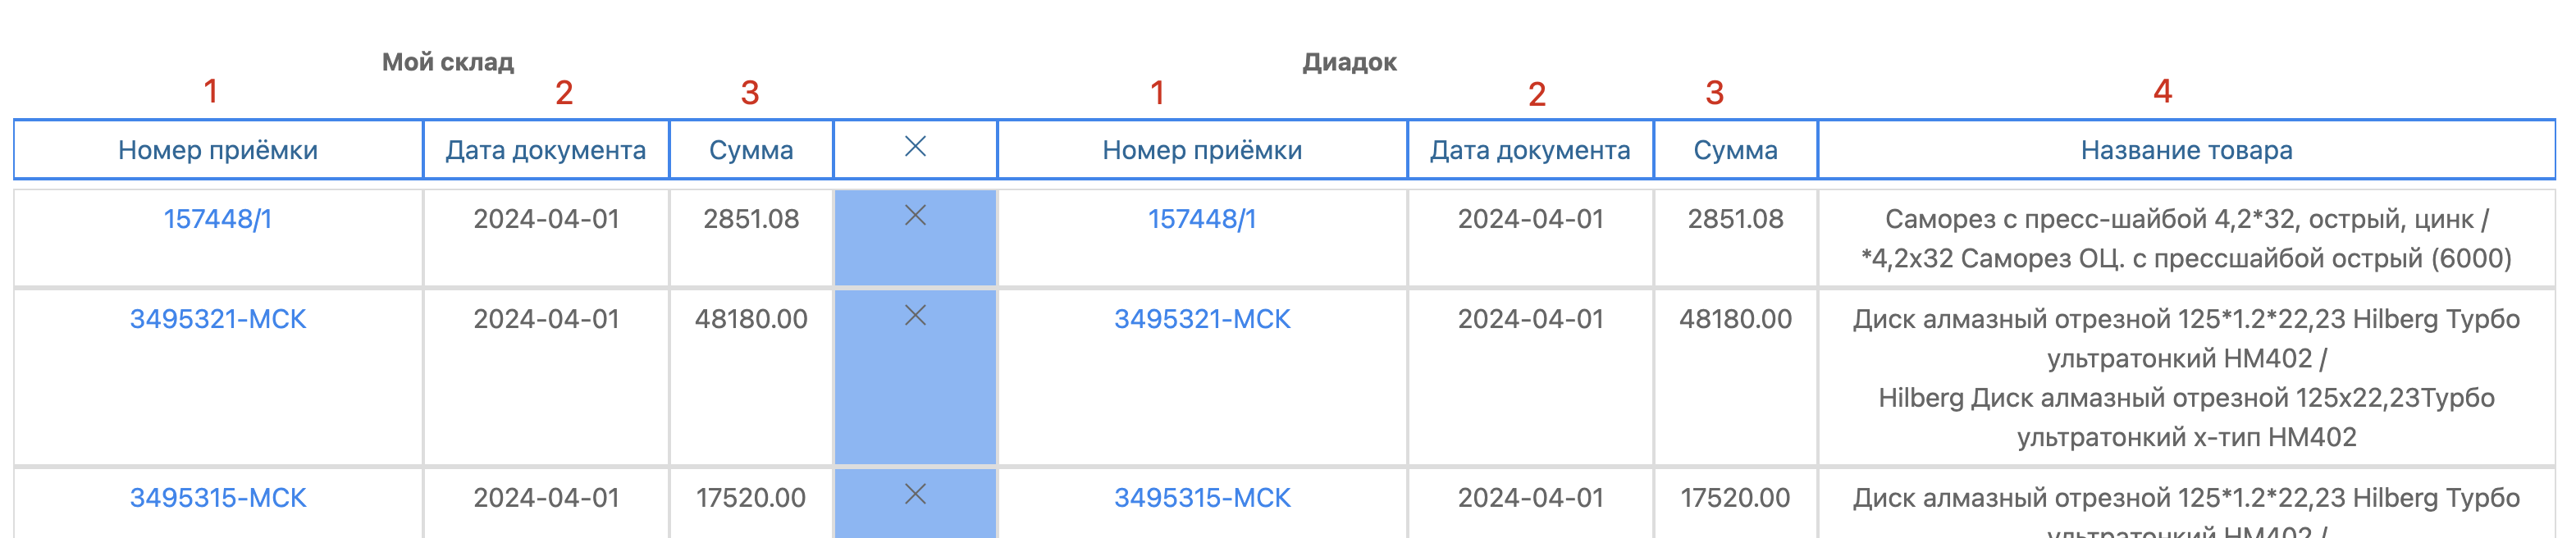 Мой склад
Диадок
1
2
3
1
2
3
4
Номер приёмки
Дата документа
Сумма
Номер приёмки
Дата документа
Сумма
Название товара
157448/1
2024-04-01
2851.08
157448/1
2024-04-01
2851.08
Саморез с пресс-шайбой 4,2*32, острый, цинк /
*4,2х32 Саморез ОЦ. с прессшайбой острый (6000)
3495321-МСК
2024-04-01
48180.00
3495321-МСК
2024-04-01
48180.00
Диск алмазный отрезной 125*1.2*22,23 Hilberg Турбо
ультратонкий HM402 /
Hilberg Диск алмазный отрезной 125х22,23Турбо
ультратонкий х-тип HM402
3495315-МСК
2024-04-01
17520.00
3495315-МСК
2024-04-01
17520.00
Диск алмазный отрезной 125*1.2*22,23 Hilberg Турбо
ультратонкий HM402 /